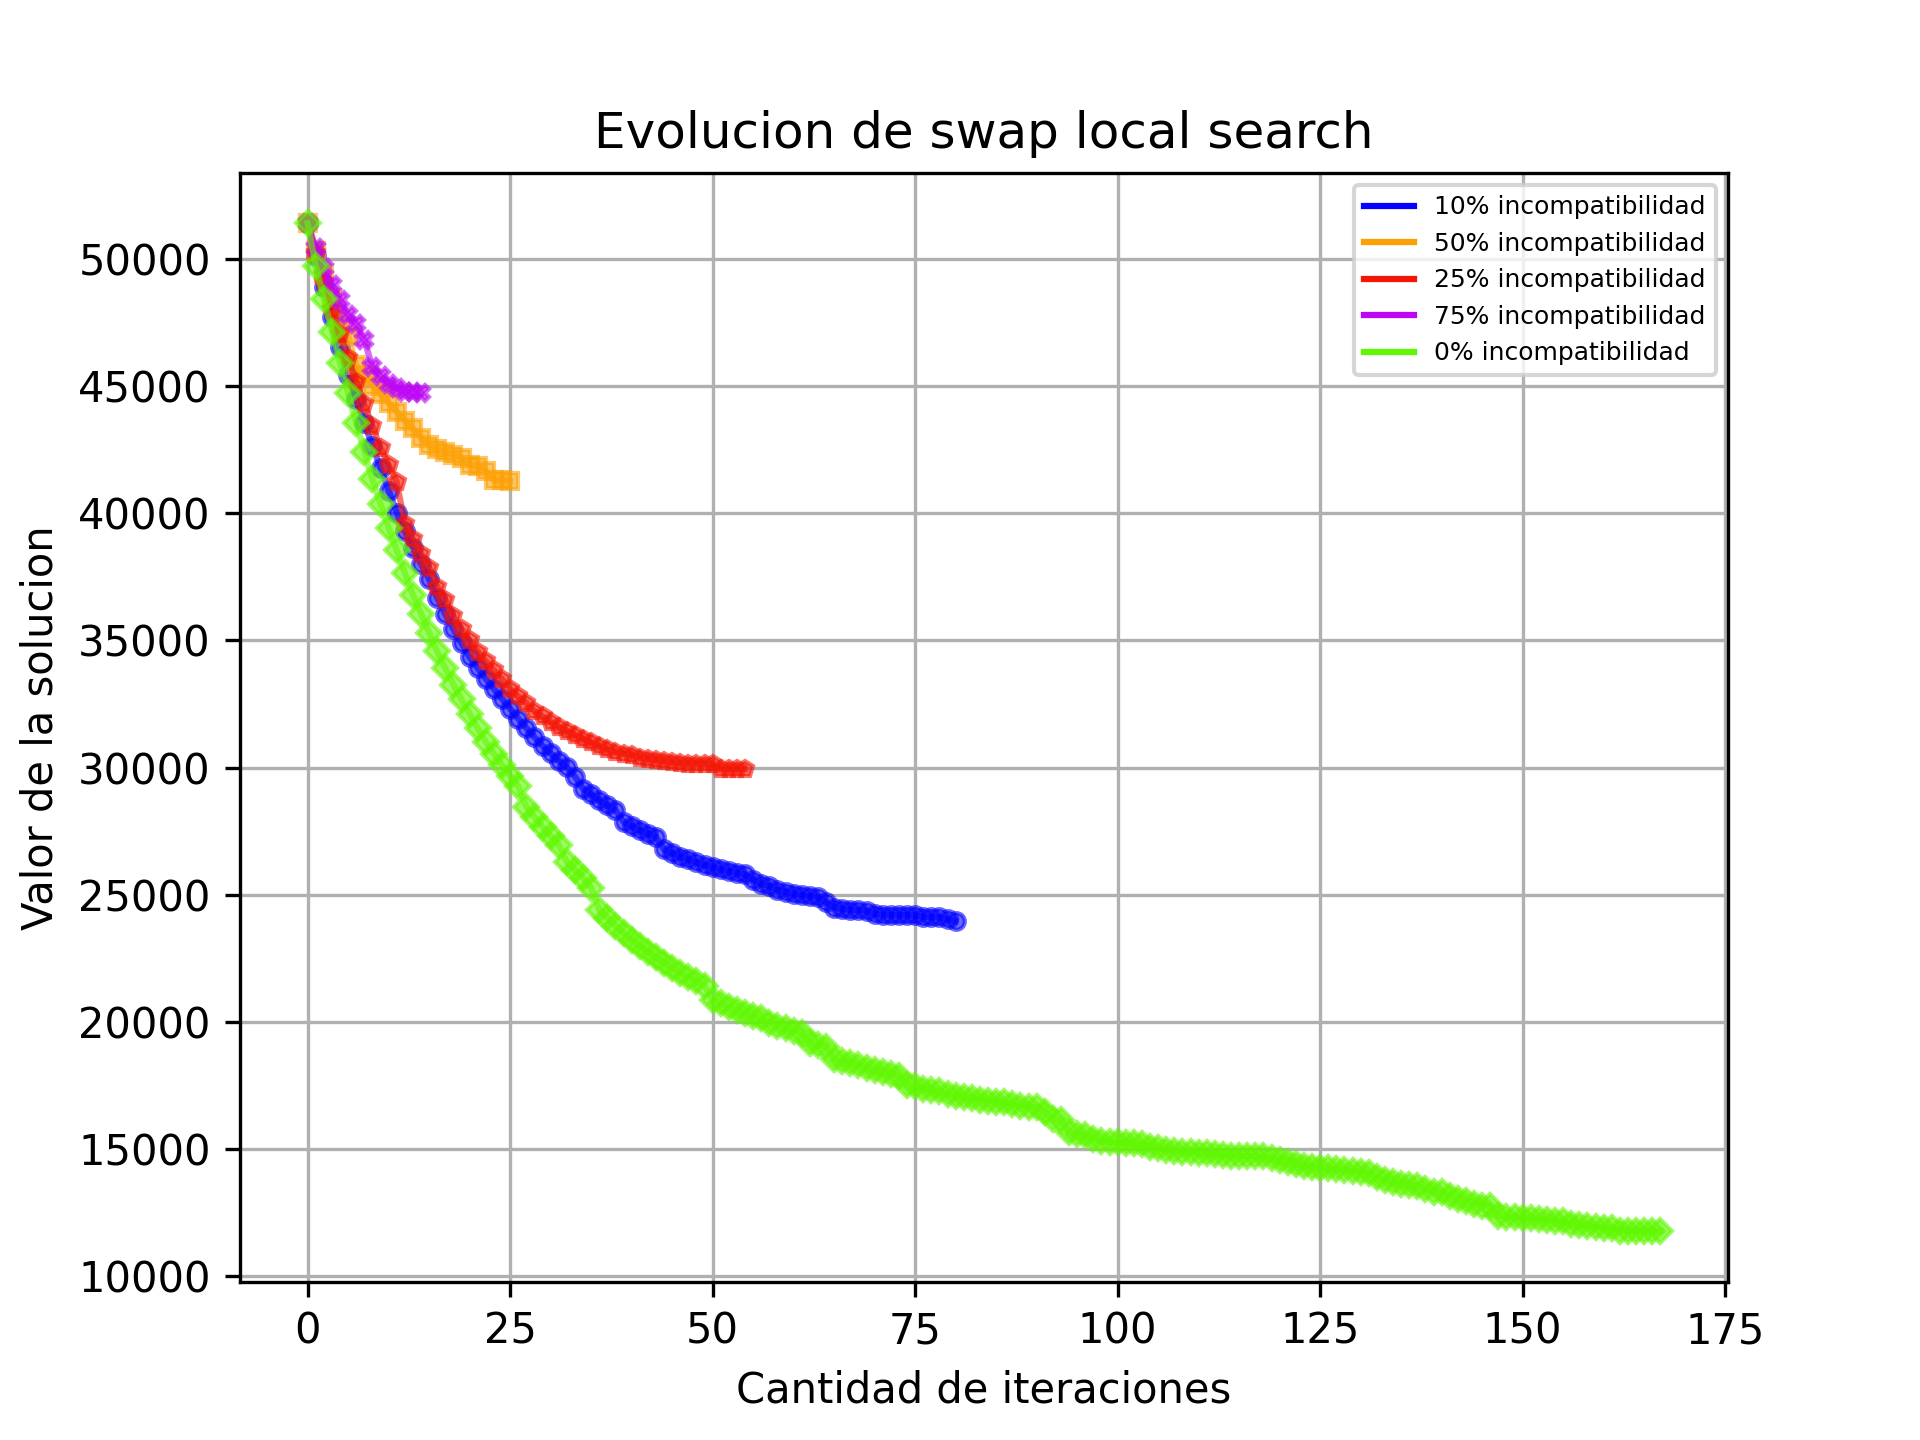 Evolucion de swap local search
10% incompatibilidad
50% incompatibilidad
25% incompatibilidad
75% incompatibilidad
0% incompatibilidad
Valor de la solucion
50000
45000
40000
35000
30000
25000
20000
15000
10000
0 25 50 75 100 125 150 175
Cantidad de iteraciones